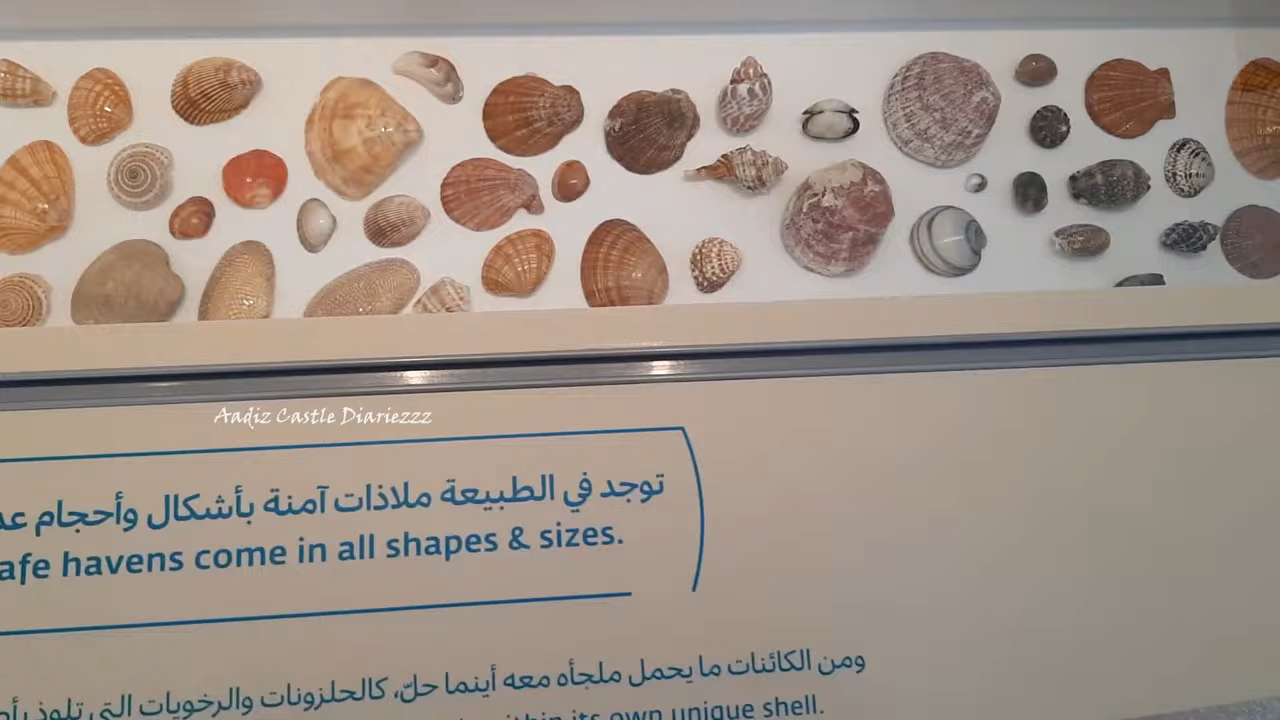 Aadiz Castle Diariezzz
توجد في الطبيعة ملاذات آمنة بأشكال وأحجام
havens come in all shapes & sizes.
ومن الكائنات ما يحمل ملجأه معه أينما حلّ، كالحلزونات والرخويات التي تلوذ
its own unique shell.